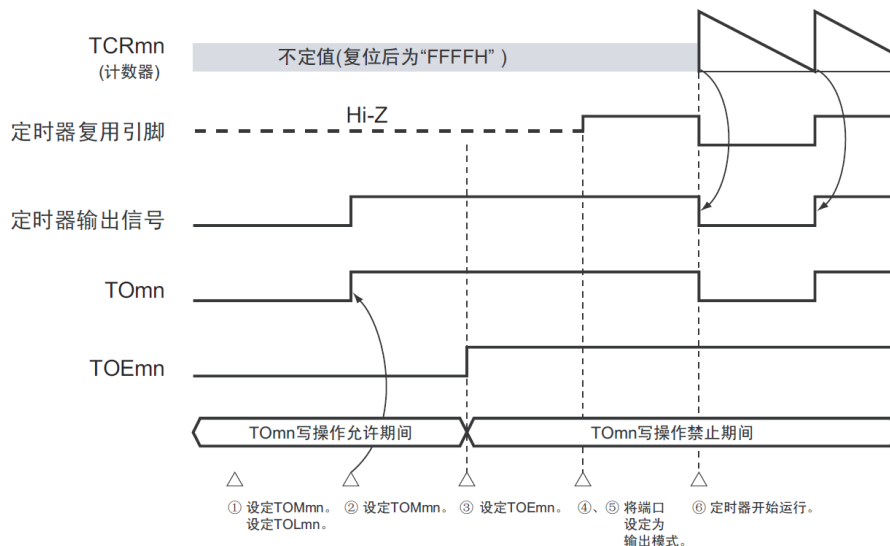 TCRmn
(计数器)
不定值(复位后为“FFFFH” )
Hi-Z
定时器复用引脚
定时器输出信号
TOmn
TOEmn
TOmn写操作允许期间
TOmn写操作禁止期间
① 设定TOMmn。
设定TOLmn。
② 设定TOMmn。
③ 设定TOEmn。
④、⑤ 将端口
设定为
输出模式。
⑥ 定时器开始运行。